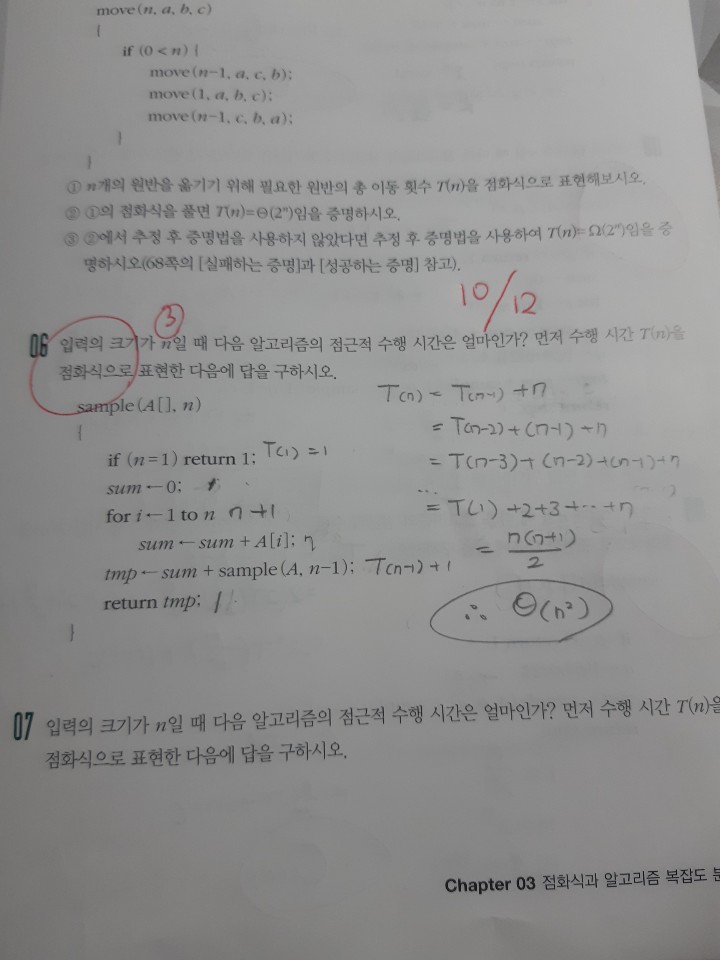 move(n, a, b, c)
{
if (0 < n) {
move(n-1, a, c, b);
move(1, a, b, c);
move(n-1, c, b, a);
}
}
① n개의 원반을 옮기기 위해 필요한 원반의 총 이동 횟수 T(n)을 점화식으로 표현해보시오.
② ①의 점화식을 풀면 T(n)=Θ(2ⁿ)임을 증명하시오.
③ ②에서 추정 후 증명법을 사용하지 않았다면 추정 후 증명법을 사용하여 T(n)=Ω(2ⁿ)임을 증
명하시오(68쪽의 [실패하는 증명]과 [성공하는 증명] 참고).
10/12
③
06 입력의 크기가 n일 때 다음 알고리즘의 점근적 수행 시간은 얼마인가? 먼저 수행 시간 T(n)을
점화식으로 표현한 다음에 답을 구하시오.
sample(A[], n)
{
if (n=1) return 1; T(1) = 1
sum ← 0;
for i ← 1 to n n+1
sum ← sum + A[i]; n
tmp ← sum + sample(A, n-1); T(n-1)+1
return tmp; 1
}
T(n) = T(n-1) + n
= T(n-2) + (n-1) + n
= T(n-3) + (n-2) + (n-1) + n
...
= T(1) + 2 + 3 + ... + n
= n(n+1)/2
∴ Θ(n²)
07 입력의 크기가 n일 때 다음 알고리즘의 점근적 수행 시간은 얼마인가? 먼저 수행 시간 T(n)을
점화식으로 표현한 다음에 답을 구하시오.
Chapter 03 점화식과 알고리즘 복잡도